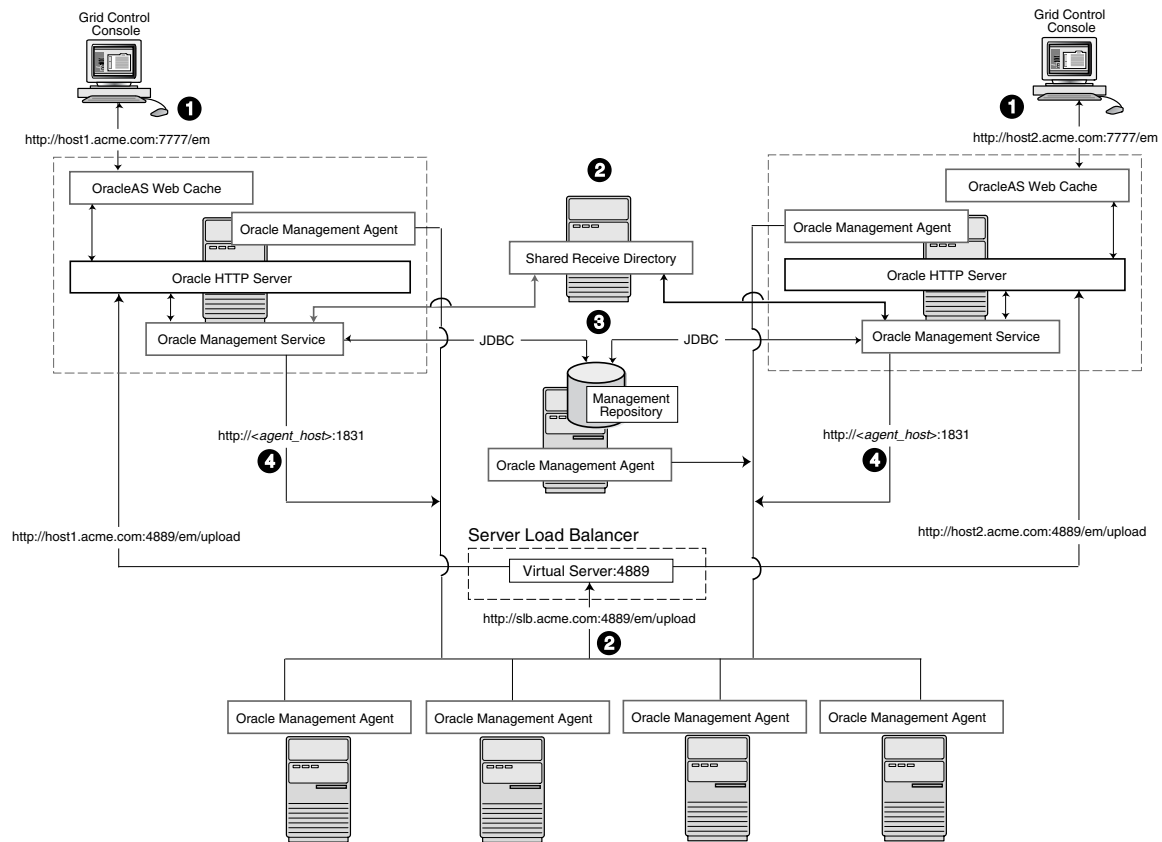 Grid Control
Console
Grid Control
Console
1
1
http://host1.acme.com:7777/em
http://host2.acme.com:7777/em
OracleAS Web Cache
2
OracleAS Web Cache
Oracle Management Agent
Oracle Management Agent
Shared Receive Directory
Oracle HTTP Server
Oracle HTTP Server
3
Oracle Management Service
JDBC
JDBC
Oracle Management Service
Management
Repository
http://<agent_host>:1831
http://<agent_host>:1831
4
Oracle Management Agent
4
http://host1.acme.com:4889/em/upload
http://host2.acme.com:4889/em/upload
Server Load Balancer
Virtual Server:4889
http://slb.acme.com:4889/em/upload
2
Oracle Management Agent
Oracle Management Agent
Oracle Management Agent
Oracle Management Agent